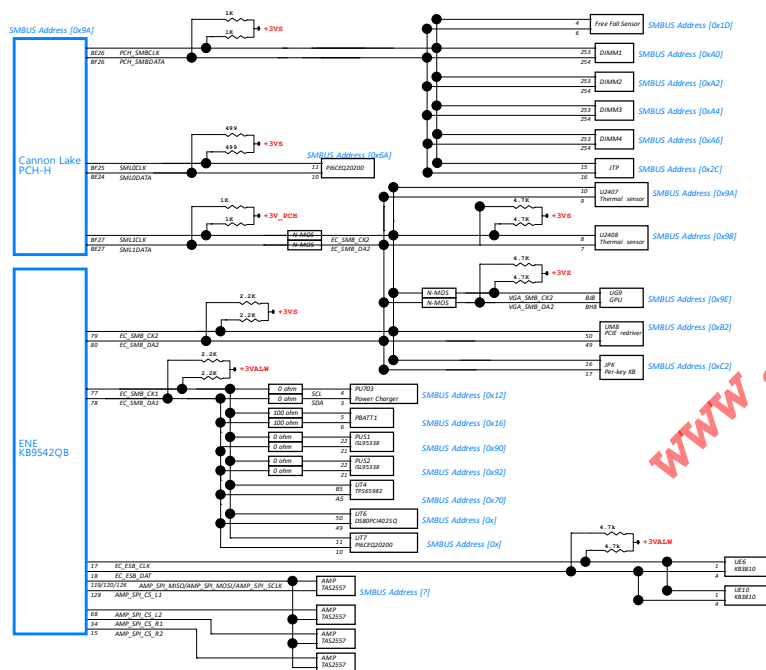 SMBUS Address [0x9A]
Cannon Lake
PCH-H
BE26 PCH_SMBCLK
BF26 PCH_SMBDATA
1K
1K
+3VS
BF25 SML0CLK
BE24 SML0DATA
499
499
+3VS
SMBUS Address [0x6A]
11
10
PI6CEQ20200
BF27 SML1CLK
BE27 SML1DATA
1K
1K
+3V_PCH
N-MOS
N-MOS
EC_SMB_CK2
EC_SMB_DA2
4
6
Free Fall Sensor
SMBUS Address [0x1D]
253
254
DIMM1
SMBUS Address [0xA0]
253
254
DIMM2
SMBUS Address [0xA2]
253
254
DIMM3
SMBUS Address [0xA4]
253
254
DIMM4
SMBUS Address [0xA6]
15
16
JTP
SMBUS Address [0x2C]
10
9
U2407
Thermal sensor
SMBUS Address [0x9A]
4.7K
4.7K
+3VS
8
7
U2408
Thermal sensor
SMBUS Address [0x98]
4.7K
4.7K
+3VS
N-MOS
N-MOS
VGA_SMB_CK2
VGA_SMB_DA2
BJ8
BH8
UG9
GPU
SMBUS Address [0x9E]
50
49
UM8
PCIE redriver
SMBUS Address [0xB2]
16
17
JPK
Per-key KB
SMBUS Address [0xC2]
ENE
KB9542QB
79 EC_SMB_CK2
80 EC_SMB_DA2
2.2K
2.2K
+3VS
2.2K
2.2K
+3VALW
77 EC_SMB_CK1
78 EC_SMB_DA1
0 ohm
0 ohm
SCL
SDA
4
3
PU703
Power Charger
SMBUS Address [0x12]
100 ohm
100 ohm
5
6
PBATT1
SMBUS Address [0x16]
0 ohm
0 ohm
22
21
PUS1
ISL95338
SMBUS Address [0x90]
0 ohm
0 ohm
22
21
PUS2
ISL95338
SMBUS Address [0x92]
B5
A5
UT4
TPS65982
SMBUS Address [0x70]
50
49
UT6
DS80PCI402SQ
SMBUS Address [0x]
11
10
UT7
PI6CEQ20200
SMBUS Address [0x]
17 EC_ESB_CLK
18 EC_ESB_DAT
4.7k
4.7k
+3VALW
1
4
UE6
KB3810
1
4
UE10
KB3810
119/120/126 AMP_SPI_MISO/AMP_SPI_MOSI/AMP_SPI_SCLK
128 AMP_SPI_CS_L1
68 AMP_SPI_CS_L2
34 AMP_SPI_CS_R1
15 AMP_SPI_CS_R2
AMP
TAS2557
SMBUS Address [?]
AMP
TAS2557
AMP
TAS2557
AMP
TAS2557
www.